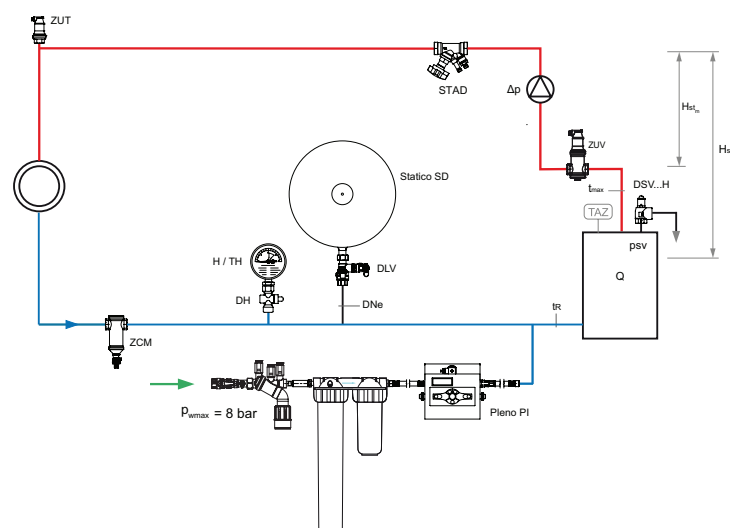 ZUT
STAD
Δp
Hstm
Hs
ZUV
Statico SD
DSV...H
tmax
TAZ
psv
H / TH
DLV
Q
DH
DNe
tR
ZCM
pwmax = 8 bar
Pleno PI